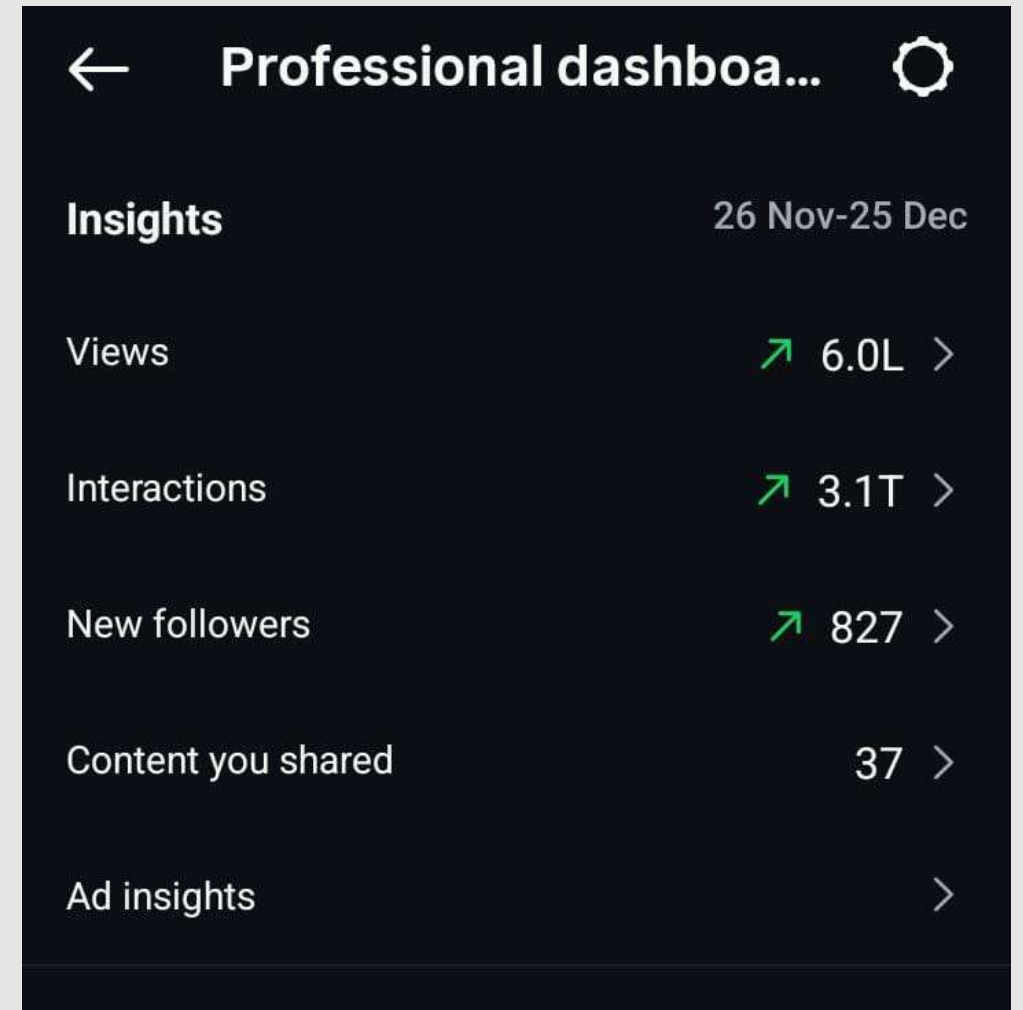 Professional dashboa...
Insights 26 Nov-25 Dec
Views 6.0L
Interactions 3.1T
New followers 827
Content you shared 37
Ad insights